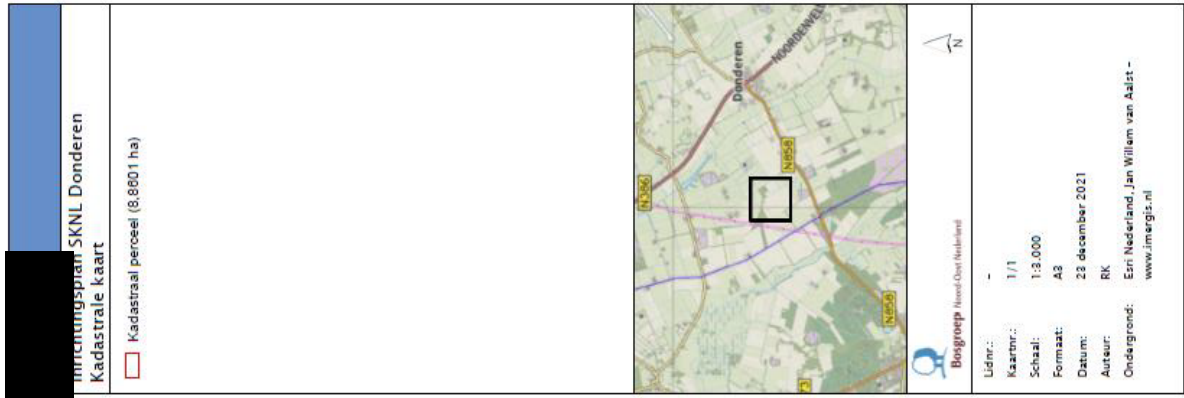 Inrichtingsplan SKNL Donderen
Kadastrale kaart
Kadastraal perceel (8,8601 ha)
N386
Donderen
NOORDENVELD
N858
N858
73
Bosgroep Noord-Oost Nederland
N
Lidnr.: -
Kaartnr.: 1/1
Schaal: 1:3.000
Formaat: A3
Datum: 23 december 2021
Auteur: RK
Ondergrond: Esri Nederland, Jan Willem van Aalst –
www.imergis.nl